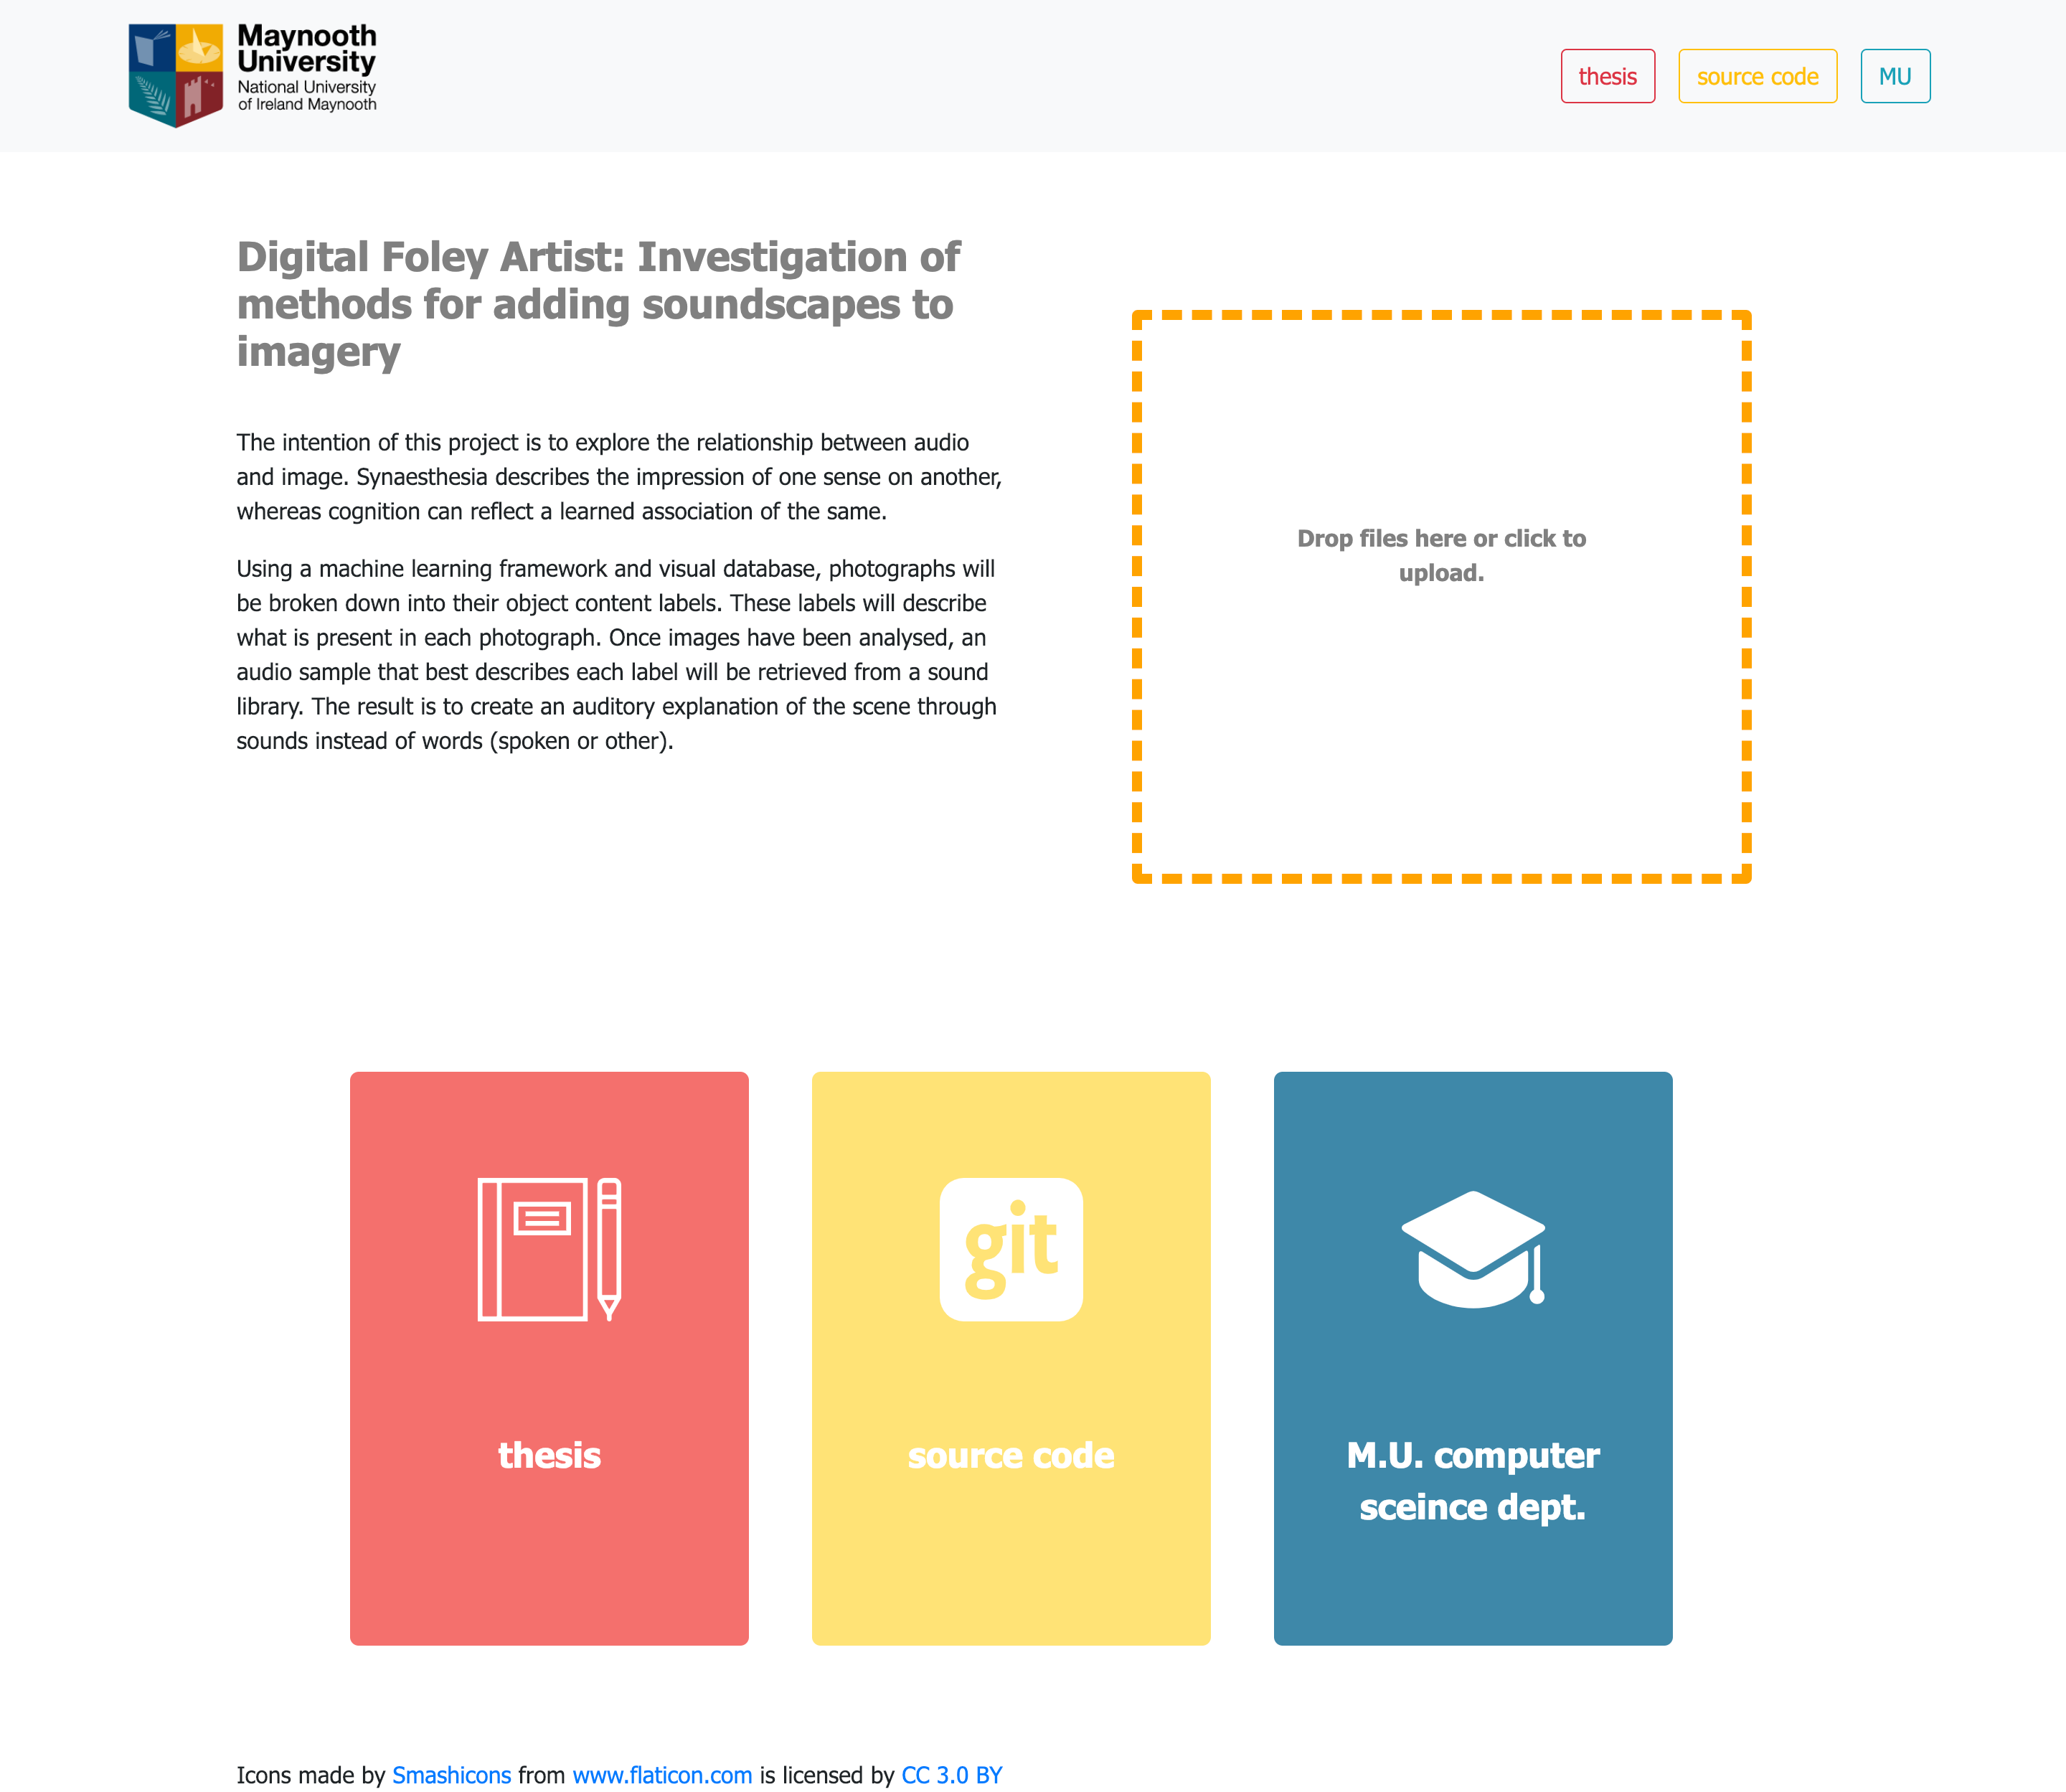 Maynooth
University
National University
of Ireland Maynooth
thesis
source code
MU
Digital Foley Artist: Investigation of
methods for adding soundscapes to
imagery
The intention of this project is to explore the relationship between audio
and image. Synaesthesia describes the impression of one sense on another,
whereas cognition can reflect a learned association of the same.
Using a machine learning framework and visual database, photographs will
be broken down into their object content labels. These labels will describe
what is present in each photograph. Once images have been analysed, an
audio sample that best describes each label will be retrieved from a sound
library. The result is to create an auditory explanation of the scene through
sounds instead of words (spoken or other).
Drop files here or click to
upload.
git
thesis
source code
M.U. computer
sceince dept.
Icons made by Smashicons from www.flaticon.com is licensed by CC 3.0 BY